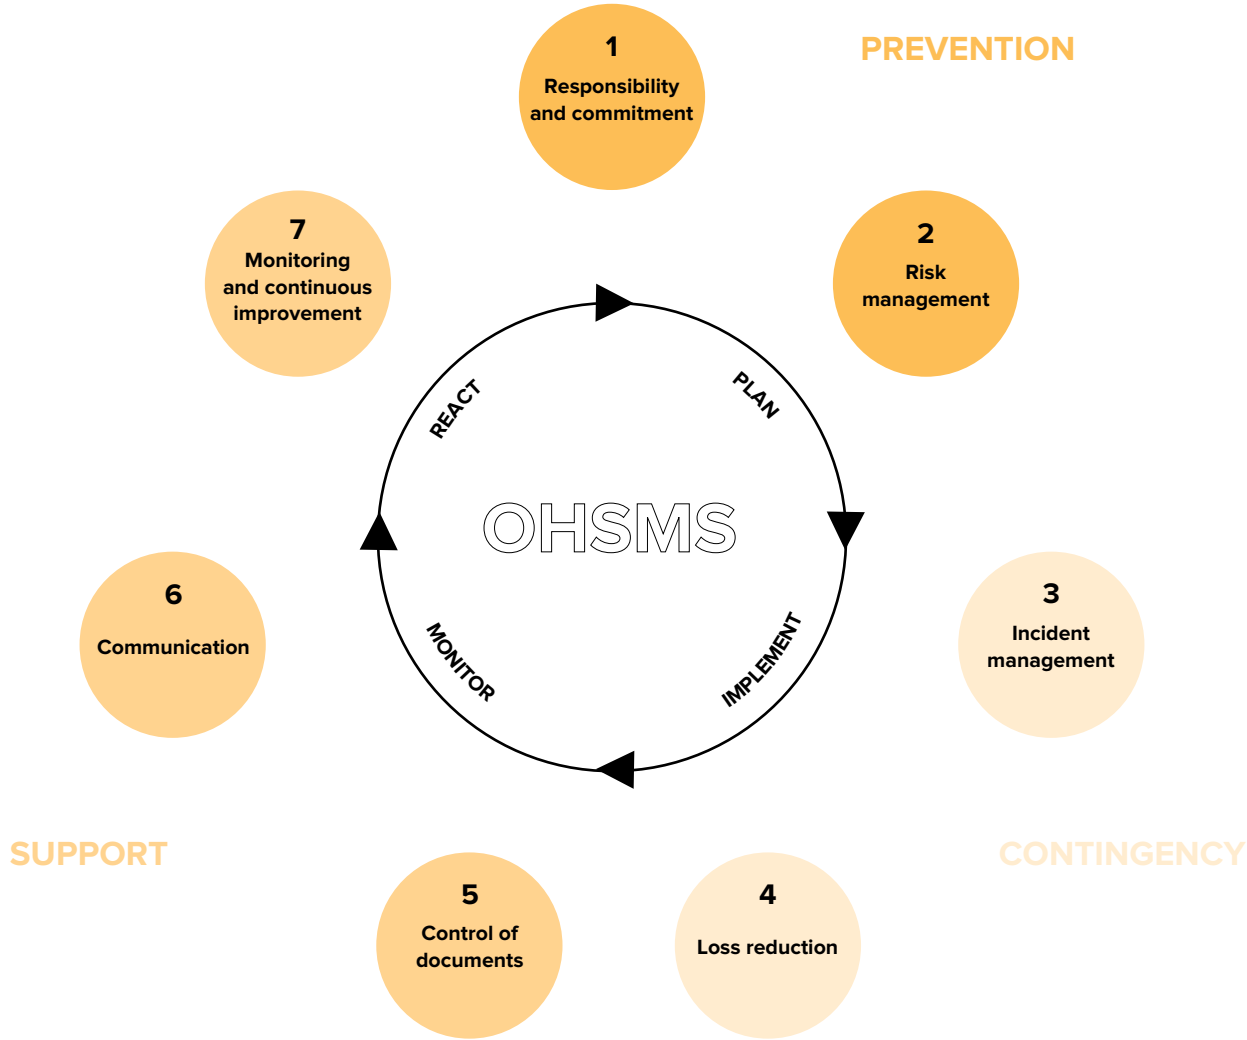 PREVENTION
1
Responsibility
and commitment
2
Risk
management
3
Incident
management
CONTINGENCY
4
Loss reduction
5
Control of
documents
SUPPORT
6
Communication
7
Monitoring
and continuous
improvement
PLAN
IMPLEMENT
MONITOR
REACT
OHSMS